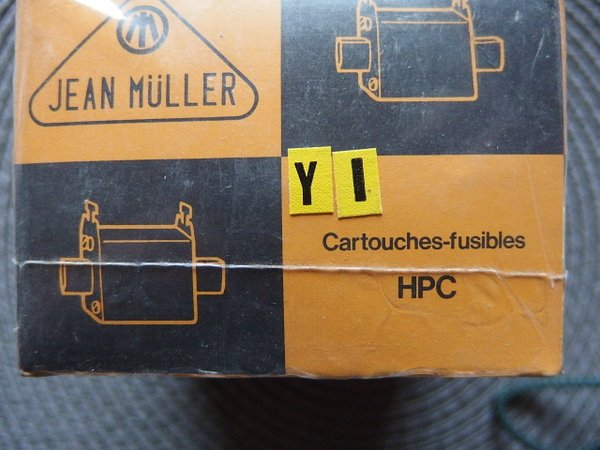 M
JEAN MÜLLER
Y I
Cartouches-fusibles
HPC